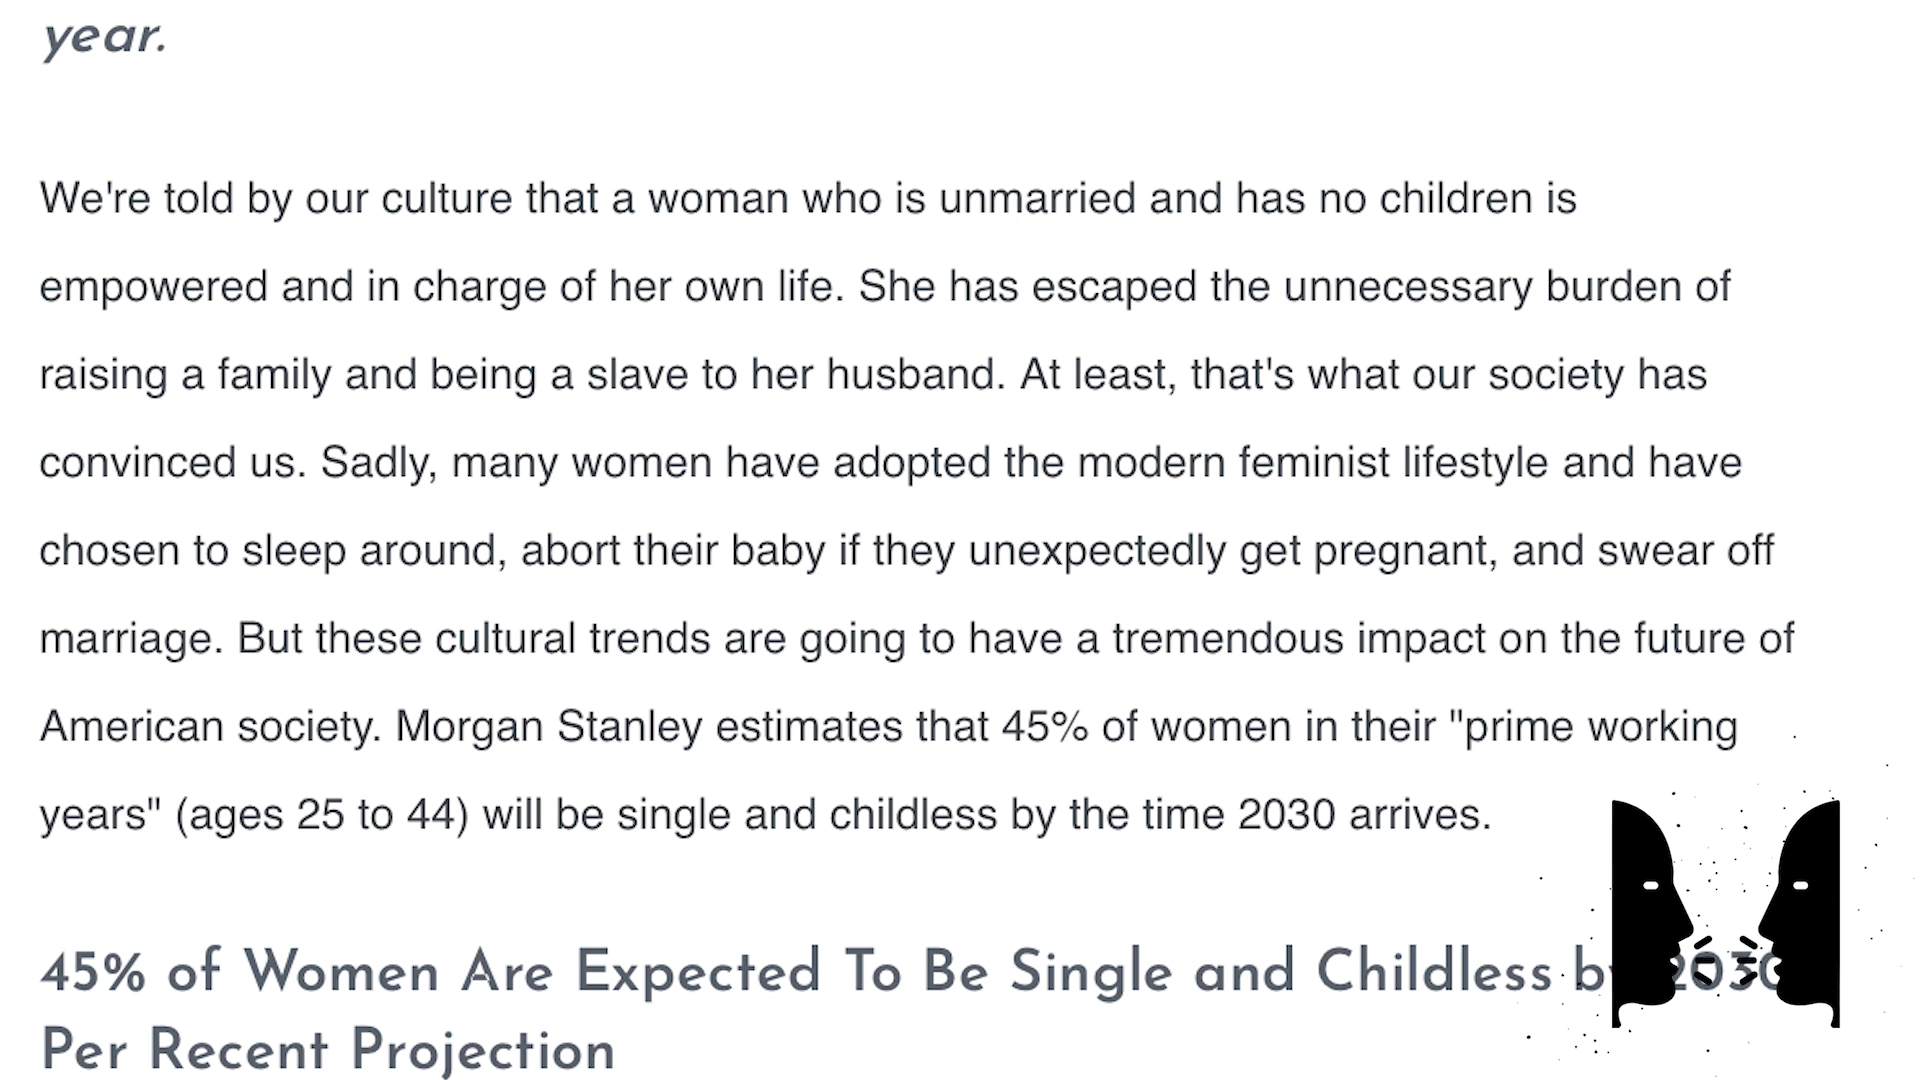 year.
We're told by our culture that a woman who is unmarried and has no children is
empowered and in charge of her own life. She has escaped the unnecessary burden of
raising a family and being a slave to her husband. At least, that's what our society has
convinced us. Sadly, many women have adopted the modern feminist lifestyle and have
chosen to sleep around, abort their baby if they unexpectedly get pregnant, and swear off
marriage. But these cultural trends are going to have a tremendous impact on the future of
American society. Morgan Stanley estimates that 45% of women in their "prime working
years" (ages 25 to 44) will be single and childless by the time 2030 arrives.
45% of Women Are Expected To Be Single and Childless by 2030
Per Recent Projection